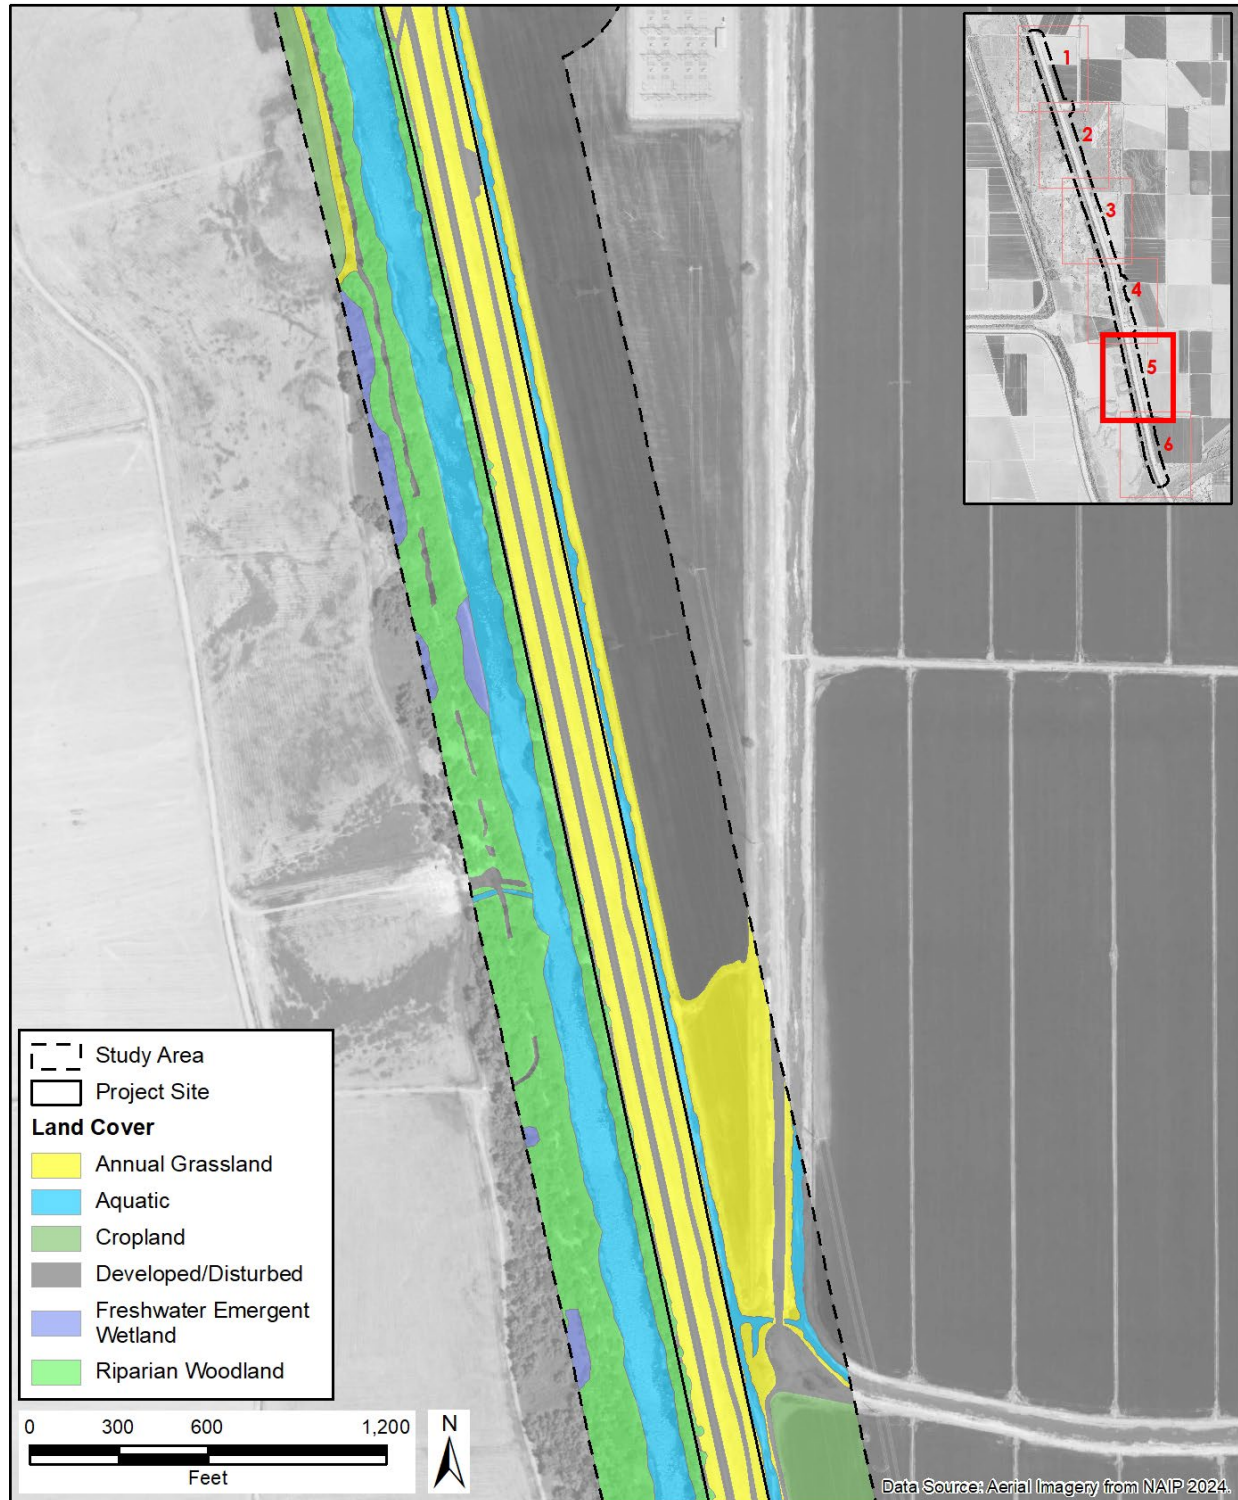 1
2
3
4
5
6
Study Area
Project Site
Land Cover
Annual Grassland
Aquatic
Cropland
Developed/Disturbed
Freshwater Emergent
Wetland
Riparian Woodland
0 300 600 1,200
Feet
N
Data Source: Aerial Imagery from NAIP 2024.